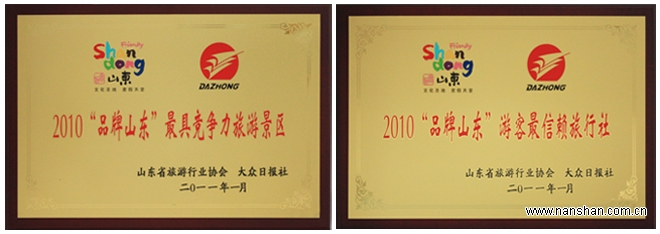 Friendly
Shandong
山东
文化圣地 度假天堂
DAZHONG
2010“品牌山东”最具竞争力旅游景区
山东省旅游行业协会 大众日报社
二〇一一年一月
Friendly
Shandong
山东
文化圣地 度假天堂
DAZHONG
2010“品牌山东”游客最信赖旅行社
山东省旅游行业协会 大众日报社
二〇一一年一月
www.nanshan.com.cn